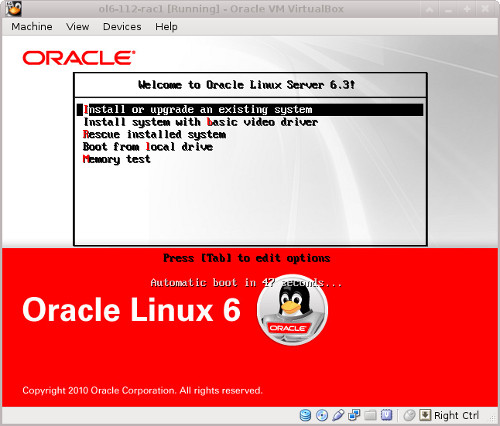 ol6-112-rac1 [Running] - Oracle VM VirtualBox
Machine View Devices Help
ORACLE®
Welcome to Oracle Linux Server 6.3!
Install or upgrade an existing system
Install system with basic video driver
Rescue installed system
Boot from local drive
Memory test
Press [Tab] to edit options
Automatic boot in 47 seconds...
Oracle Linux 6
ORACLE
Copyright 2010 Oracle Corporation. All rights reserved.
Right Ctrl